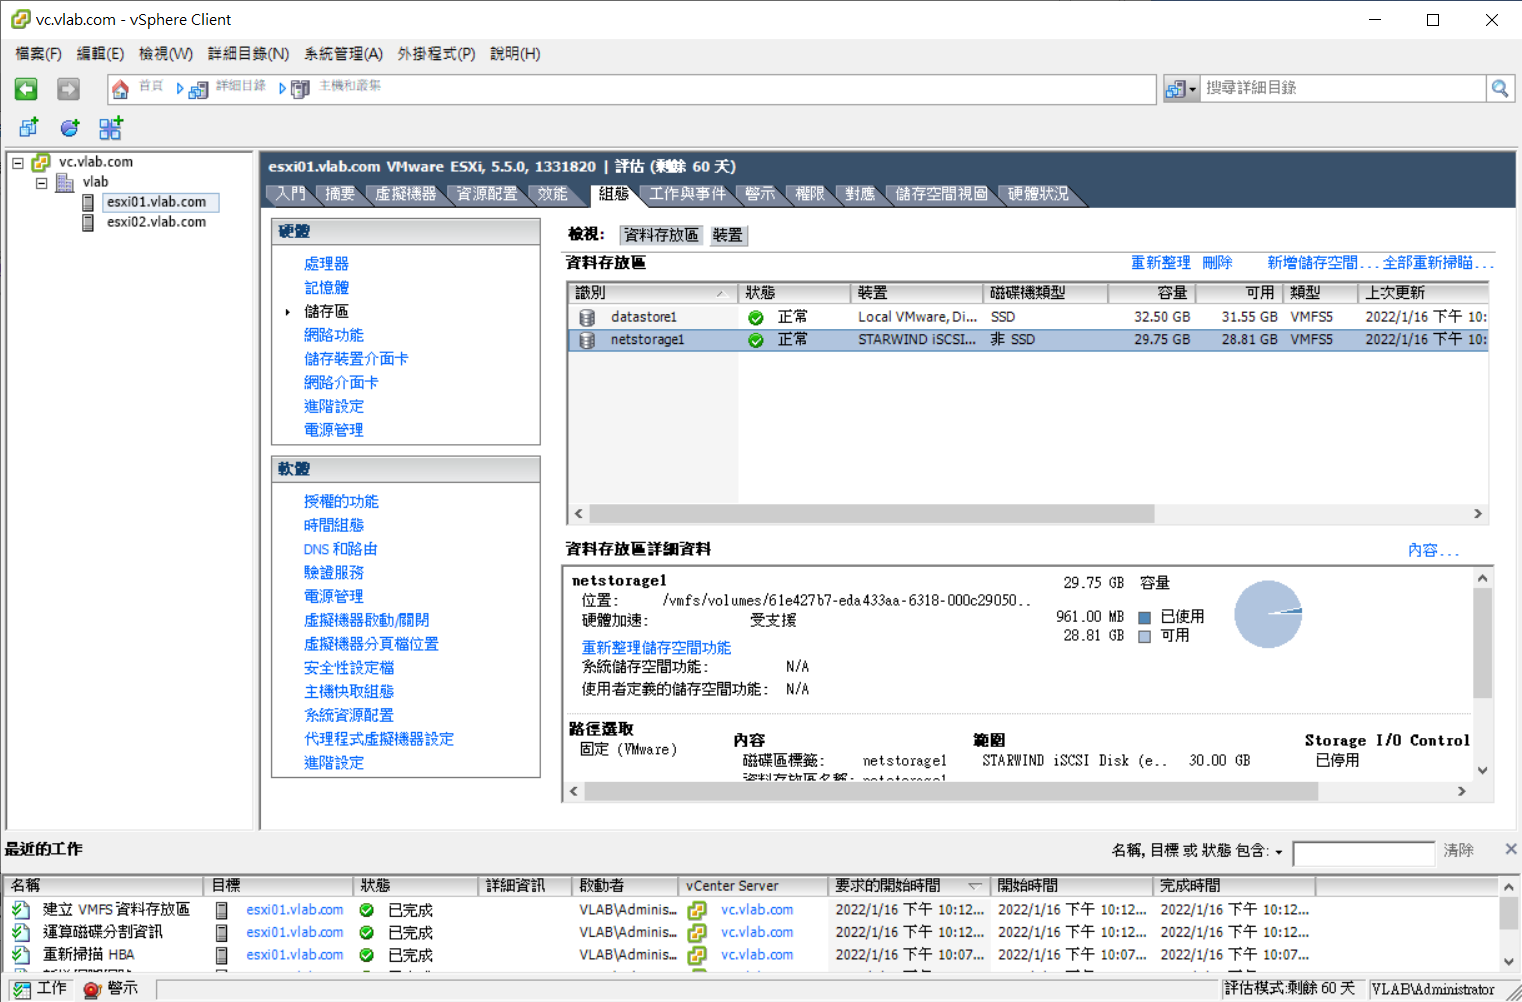 vc.vlab.com - vSphere Client
檔案(F) 編輯(E) 檢視(W) 詳細目錄(N) 系統管理(A) 外掛程式(P) 說明(H)
首頁 詳細目錄 主機和叢集 搜尋詳細目錄
vc.vlab.com
vlab
esxi01.vlab.com
esxi02.vlab.com
esxi01.vlab.com VMware ESXi, 5.5.0, 1331820 | 評估 (剩餘 60 天)
入門 摘要 虛擬機器 資源配置 效能 組態 工作與事件 警示 權限 對應 儲存空間視圖 硬體狀況
硬體
處理器
記憶體
儲存區
網路功能
儲存裝置介面卡
網路介面卡
進階設定
電源管理
軟體
授權的功能
時間組態
DNS 和路由
驗證服務
電源管理
虛擬機器啟動/關閉
虛擬機器分頁檔位置
安全性設定檔
主機快取組態
系統資源配置
代理程式虛擬機器設定
進階設定
檢視: 資料存放區 裝置
資料存放區 重新整理 刪除 新增儲存空間... 全部重新掃瞄...
識別 狀態 裝置 磁碟機類型 容量 可用 類型 上次更新
datastore1 正常 Local VMware, Di... SSD 32.50 GB 31.55 GB VMFS5 2022/1/16 下午 10:
netstorage1 正常 STARWIND iSCSI... 非 SSD 29.75 GB 28.81 GB VMFS5 2022/1/16 下午 10:
資料存放區詳細資料 內容...
netstorage1 29.75 GB 容量
位置: /vmfs/volumes/61e427b7-eda433aa-6318-000c29050..
硬體加速: 受支援
961.00 MB 已使用
28.81 GB 可用
重新整理儲存空間功能
系統儲存空間功能: N/A
使用者定義的儲存空間功能: N/A
路徑選取
固定 (VMware)
內容
磁碟區標籤: netstorage1
資料存放區名稱: netstorage1
範圍
STARWIND iSCSI Disk (e.. 30.00 GB
Storage I/O Control
已停用
最近的工作 名稱, 目標 或 狀態 包含: 清除
名稱 目標 狀態 詳細資訊 啟動者 vCenter Server 要求的開始時間 開始時間 完成時間
建立 VMFS 資料存放區 esxi01.vlab.com 已完成 VLAB\Adminis... vc.vlab.com 2022/1/16 下午 10:12... 2022/1/16 下午 10:12... 2022/1/16 下午 10:12...
運算磁碟分割資訊 esxi01.vlab.com 已完成 VLAB\Adminis... vc.vlab.com 2022/1/16 下午 10:12... 2022/1/16 下午 10:12... 2022/1/16 下午 10:12...
重新掃描 HBA esxi01.vlab.com 已完成 VLAB\Adminis... vc.vlab.com 2022/1/16 下午 10:07... 2022/1/16 下午 10:07... 2022/1/16 下午 10:07...
工作 警示 評估模式:剩餘 60 天 VLAB\Administrator